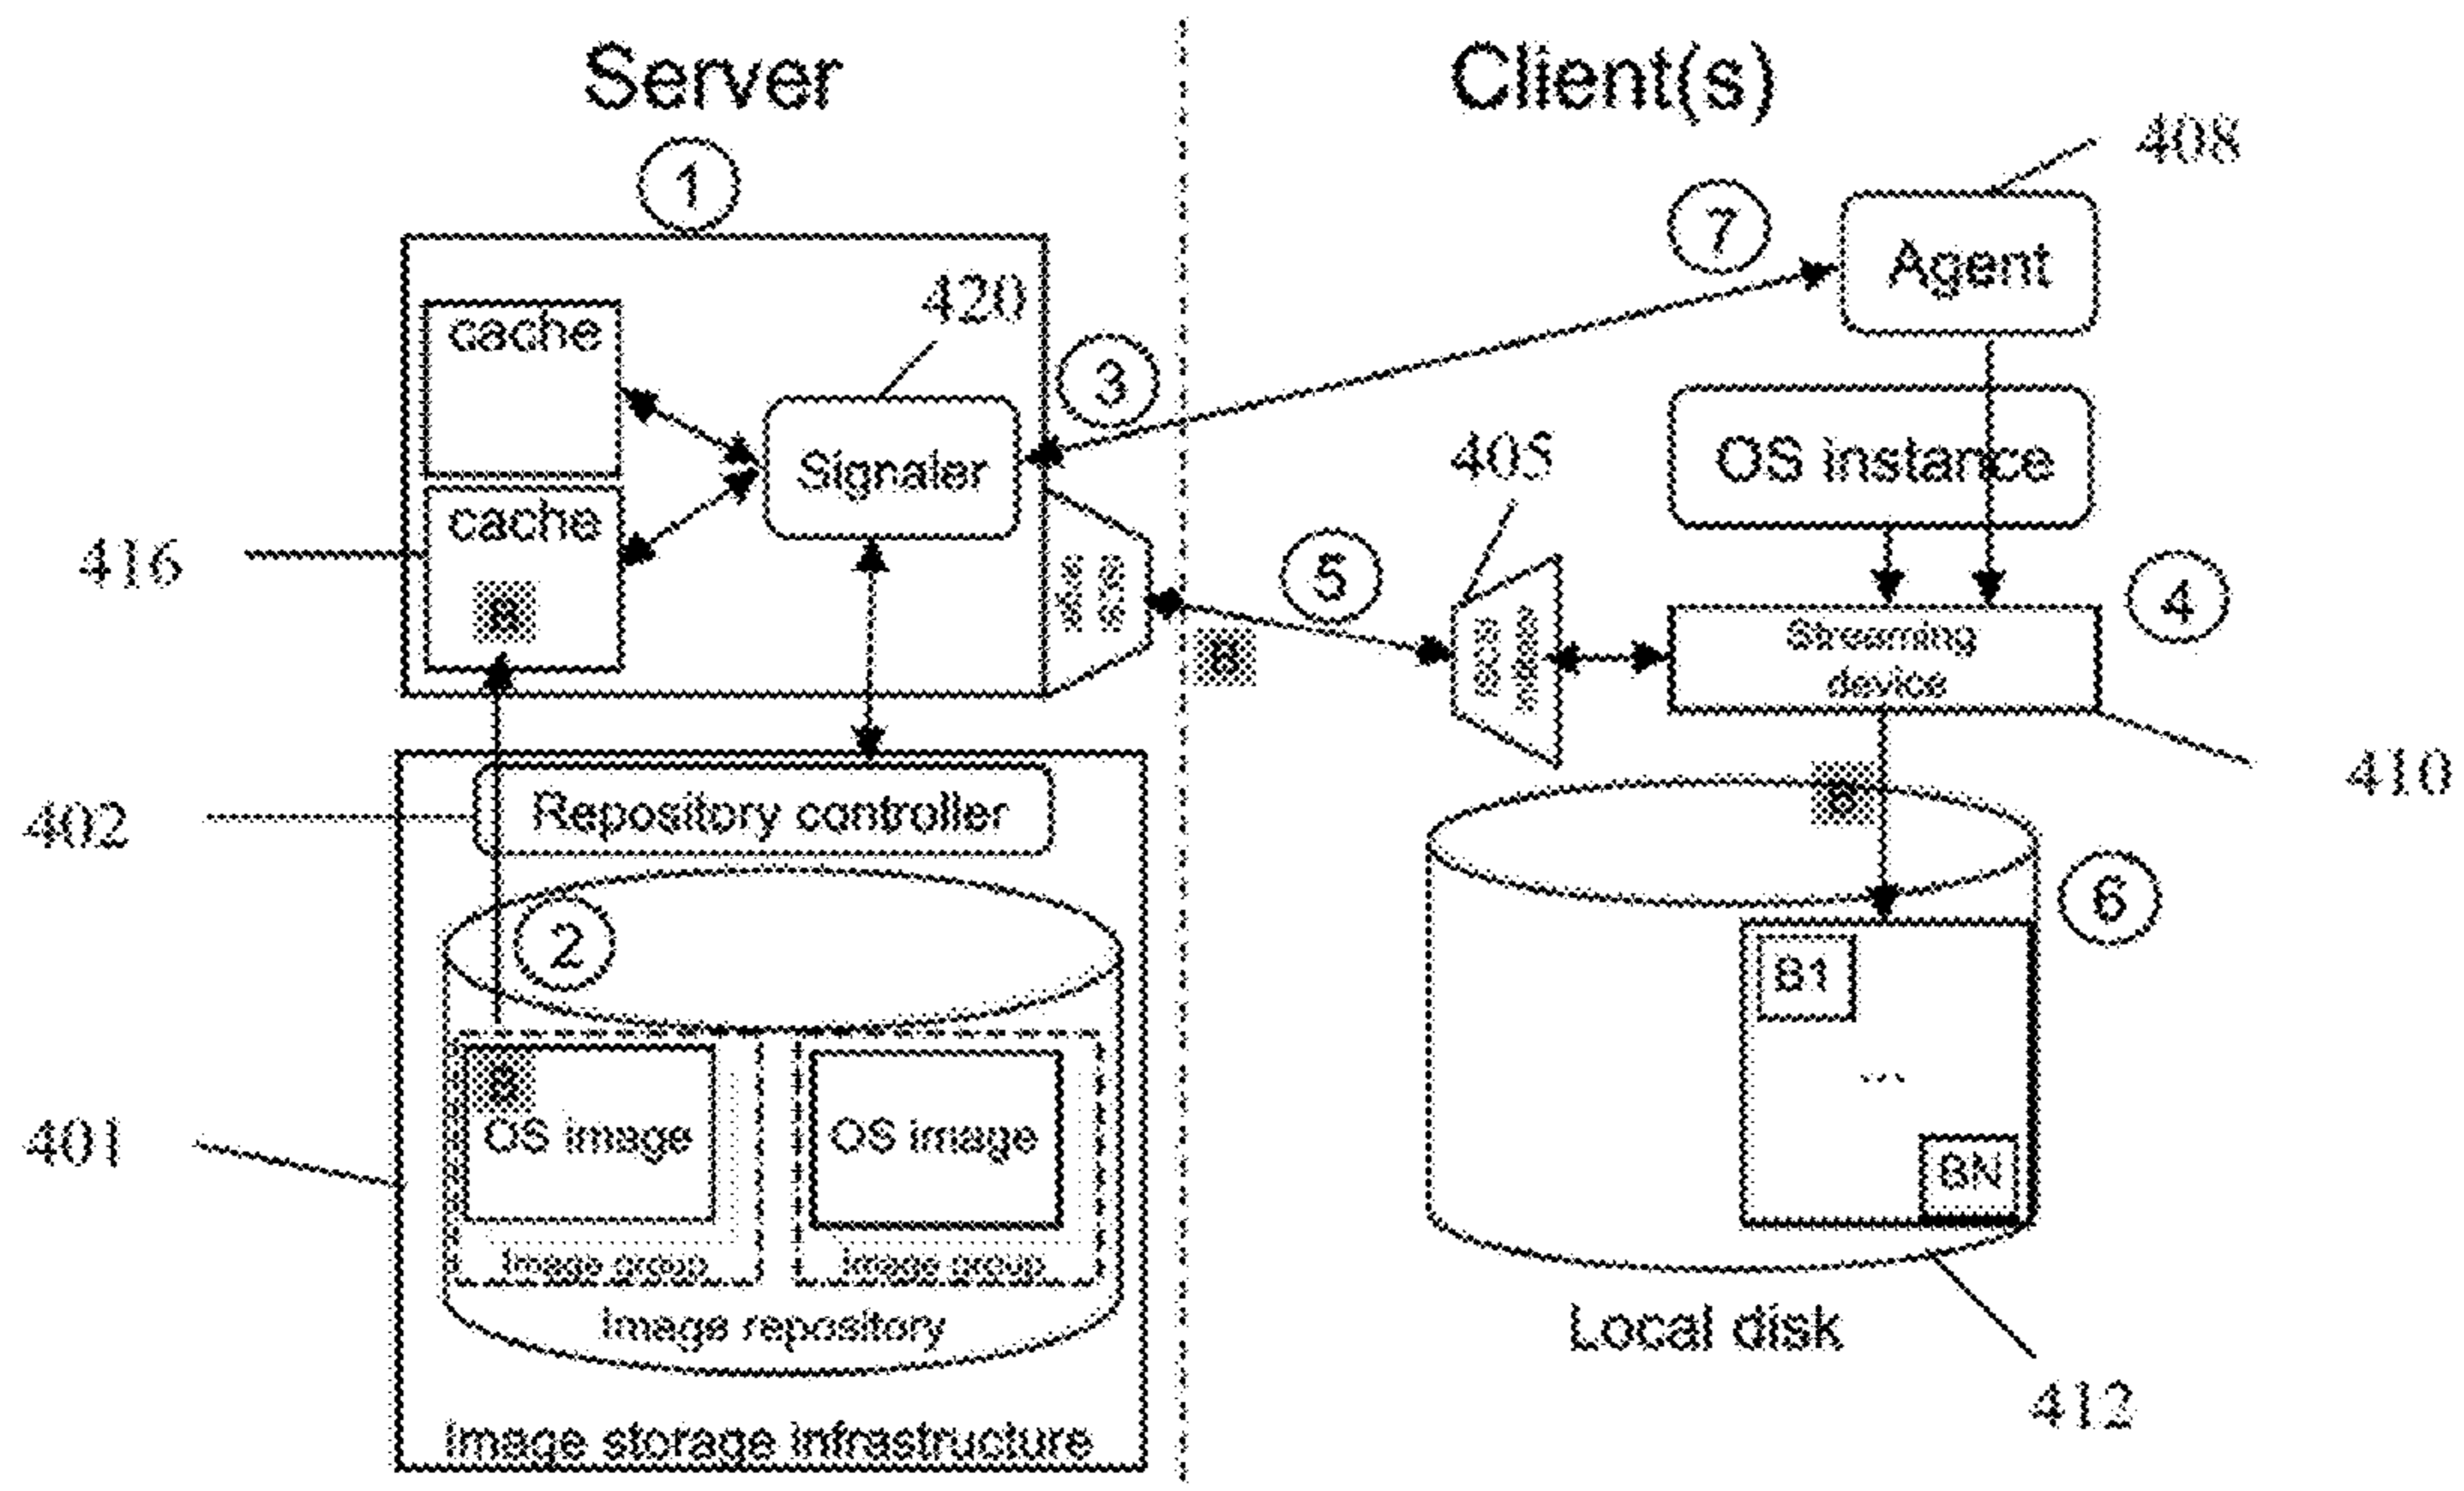 Server
Client(s)
1
408
7
Agent
420
cache
3
Signaler
OS instance
405
cache
416
B
5
4
Streaming
device
B
410
B
Repository controller
402
2
6
B1
...
B
OS image
OS image
401
BN
Image group
Image group
Image repository
Local disk
412
Image storage infrastructure